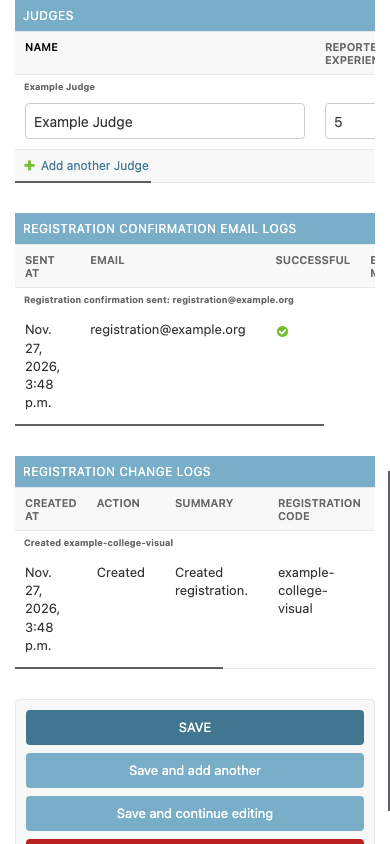 JUDGES
NAME
REPORTE
EXPERIEN
Example Judge
Example Judge
5
Add another Judge
REGISTRATION CONFIRMATION EMAIL LOGS
SENT
AT
EMAIL
SUCCESSFUL
Registration confirmation sent: registration@example.org
Nov.
27,
2026,
3:48
p.m.
registration@example.org
REGISTRATION CHANGE LOGS
CREATED
AT
ACTION
SUMMARY
REGISTRATION
CODE
Created example-college-visual
Nov.
27,
2026,
3:48
p.m.
Created
Created
registration.
example-
college-
visual
SAVE
Save and add another
Save and continue editing